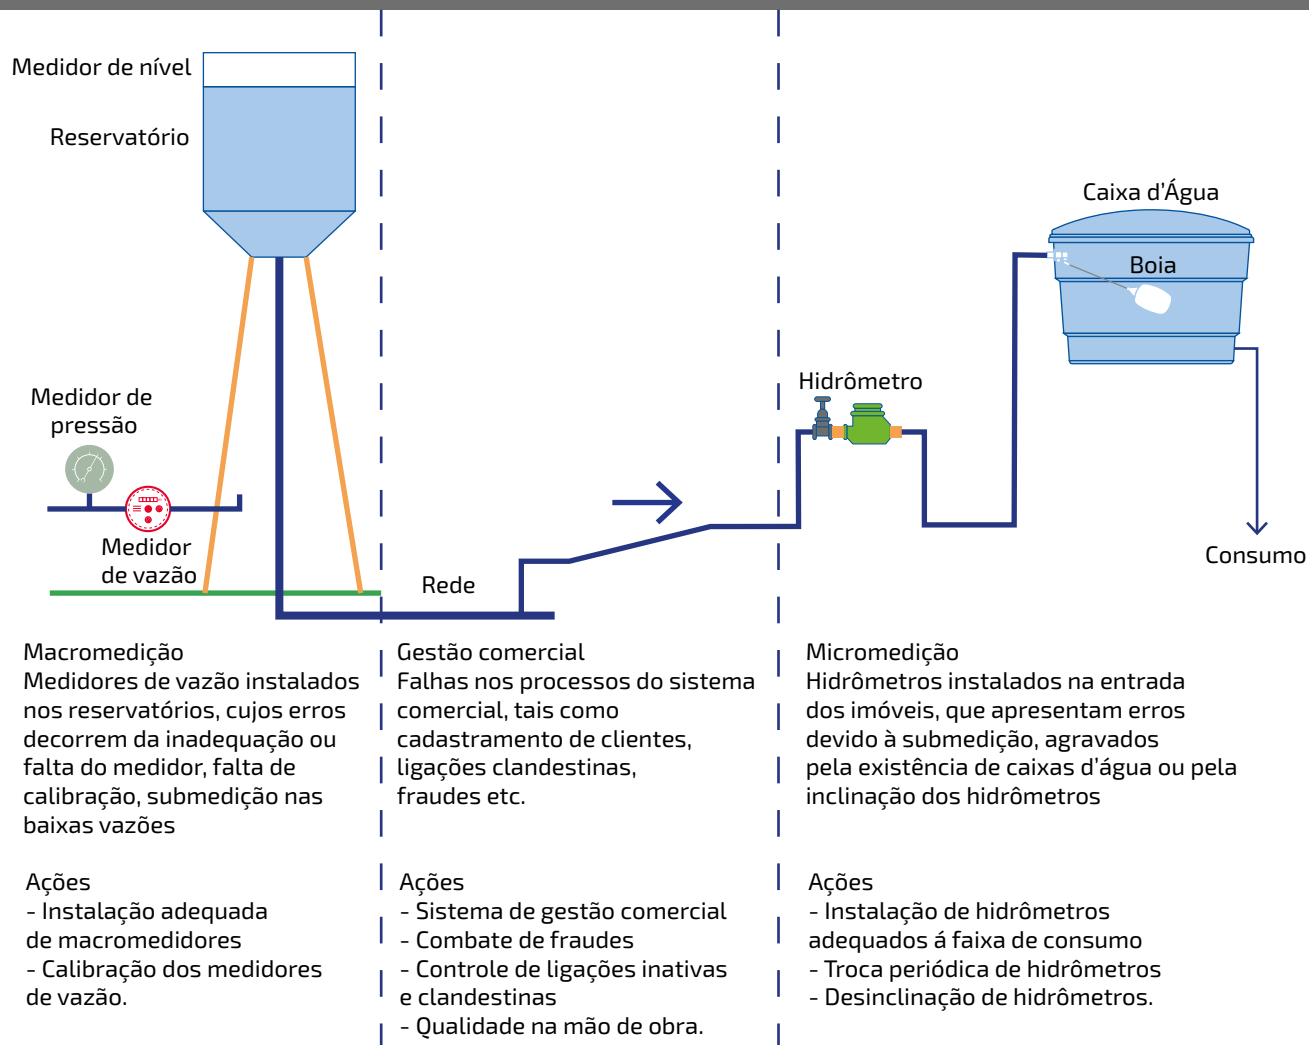 Medidor de nível
Reservatório
Medidor de
pressão
Medidor
de vazão
Rede
Hidrômetro
Caixa d'Água
Boia
Consumo
Macromedição
Medidores de vazão instalados
nos reservatórios, cujos erros
decorrem da inadequação ou
falta do medidor, falta de
calibração, submedição nas
baixas vazões
Ações
- Instalação adequada
de macromedidores
- Calibração dos medidores
de vazão.
Gestão comercial
Falhas nos processos do sistema
comercial, tais como
cadastramento de clientes,
ligações clandestinas,
fraudes etc.
Ações
- Sistema de gestão comercial
- Combate de fraudes
- Controle de ligações inativas
e clandestinas
- Qualidade na mão de obra.
Micromedição
Hidrômetros instalados na entrada
dos imóveis, que apresentam erros
devido à submedição, agravados
pela existência de caixas d'água ou pela
inclinação dos hidrômetros
Ações
- Instalação de hidrômetros
adequados á faixa de consumo
- Troca periódica de hidrômetros
- Desinclinação de hidrômetros.